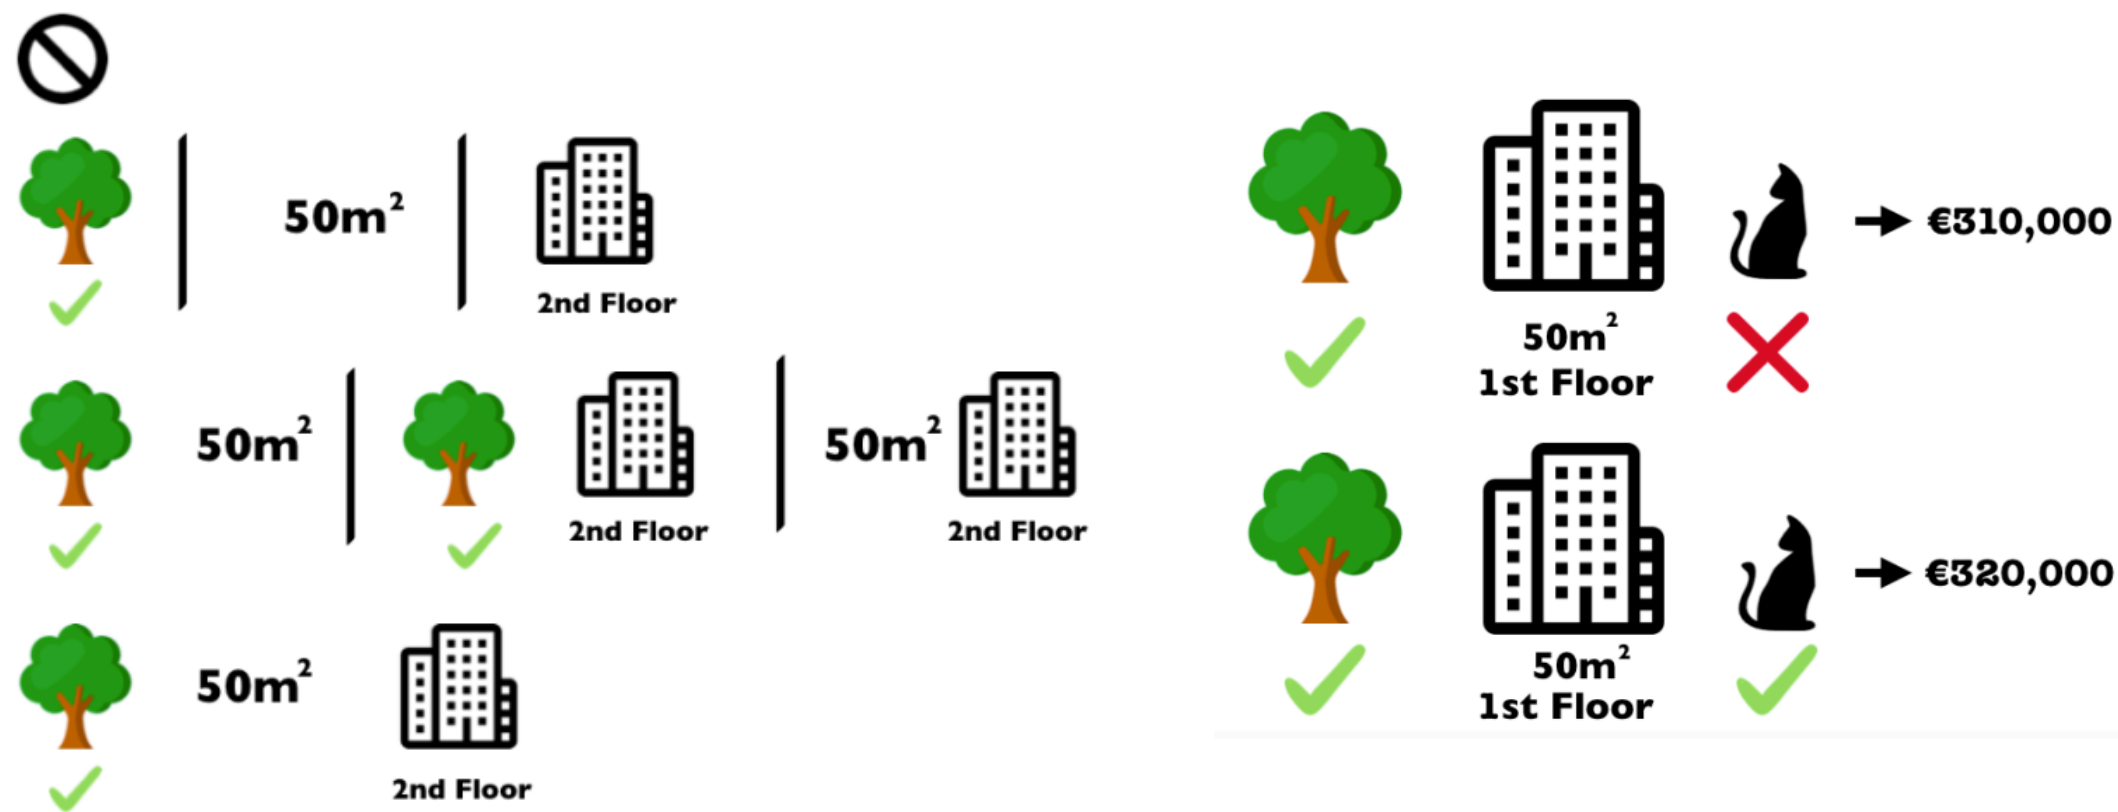 50m²
2nd Floor
50m²
2nd Floor
50m²
2nd Floor
50m²
2nd Floor
€310,000
50m²
1st Floor
€320,000
50m²
1st Floor